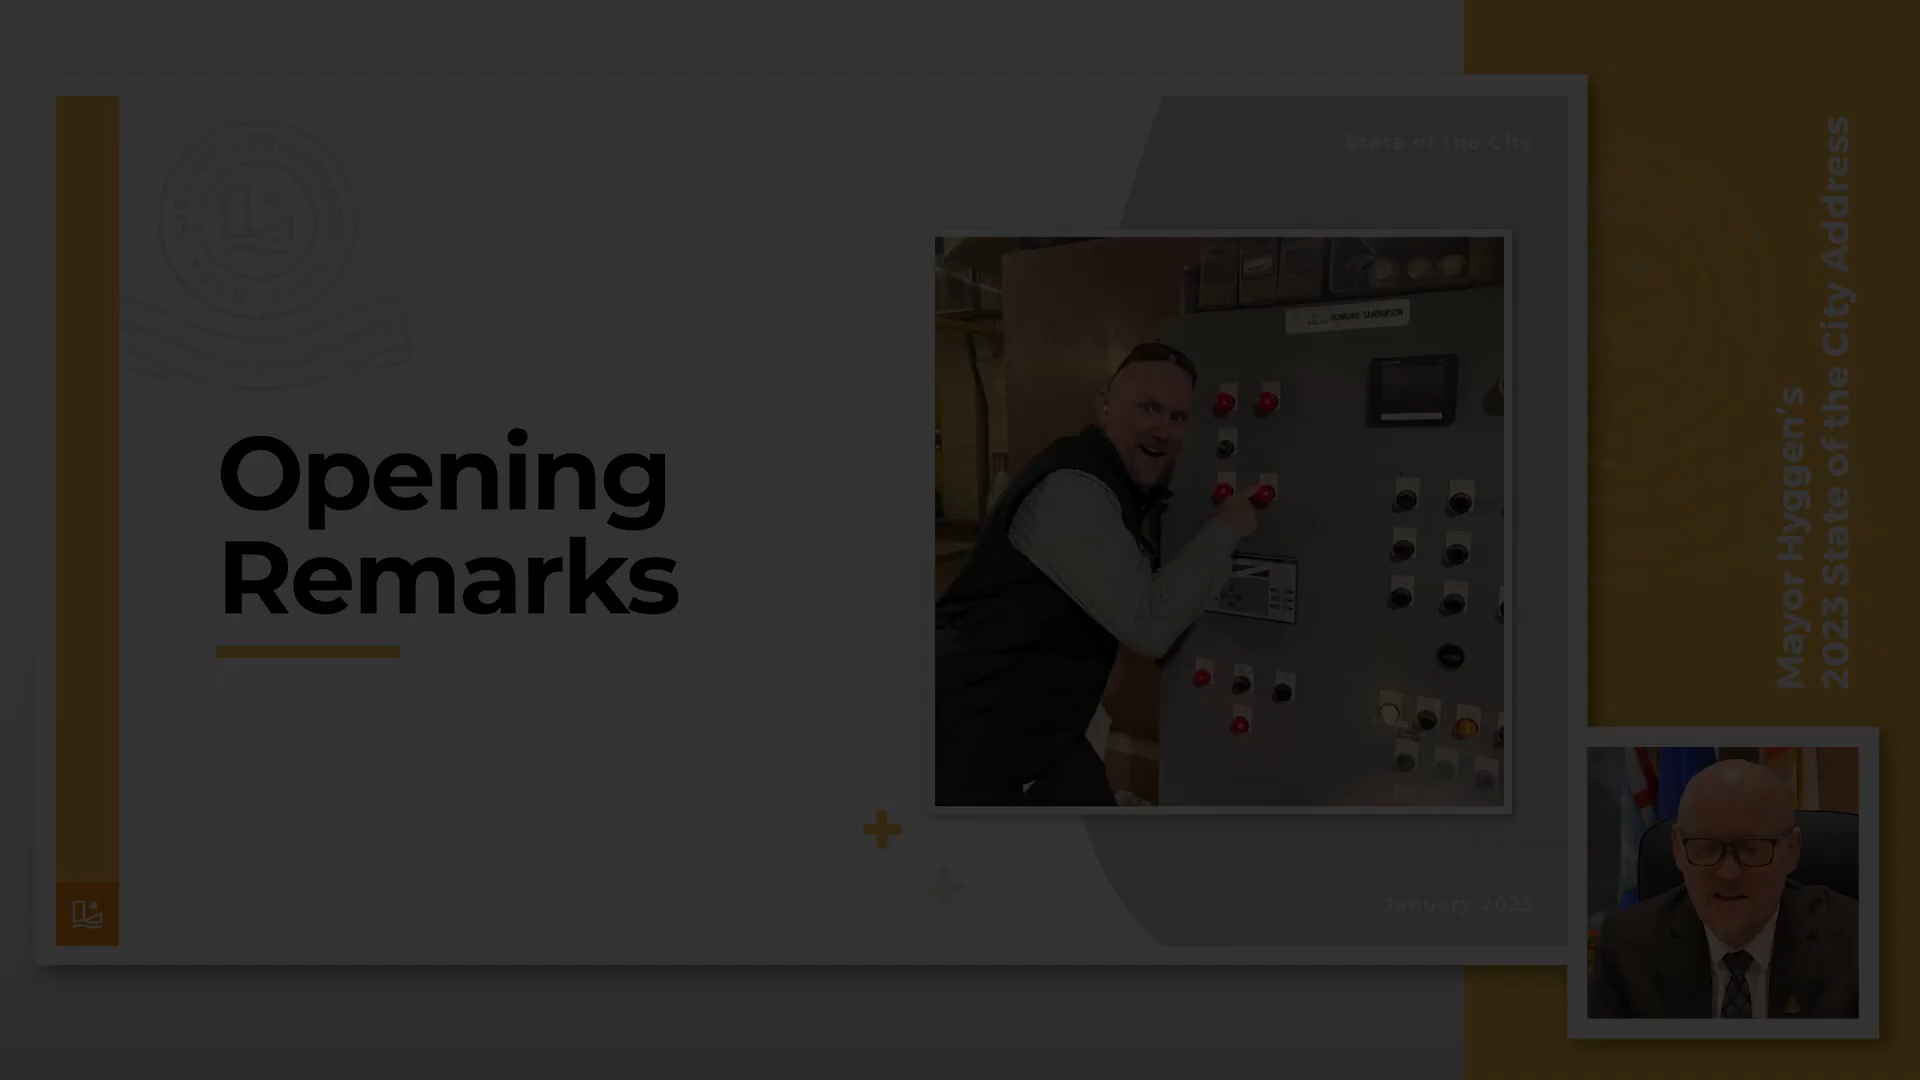 State of the City
Opening
Remarks
January 2023
Mayor Hyggen's
2023 State of the City Address